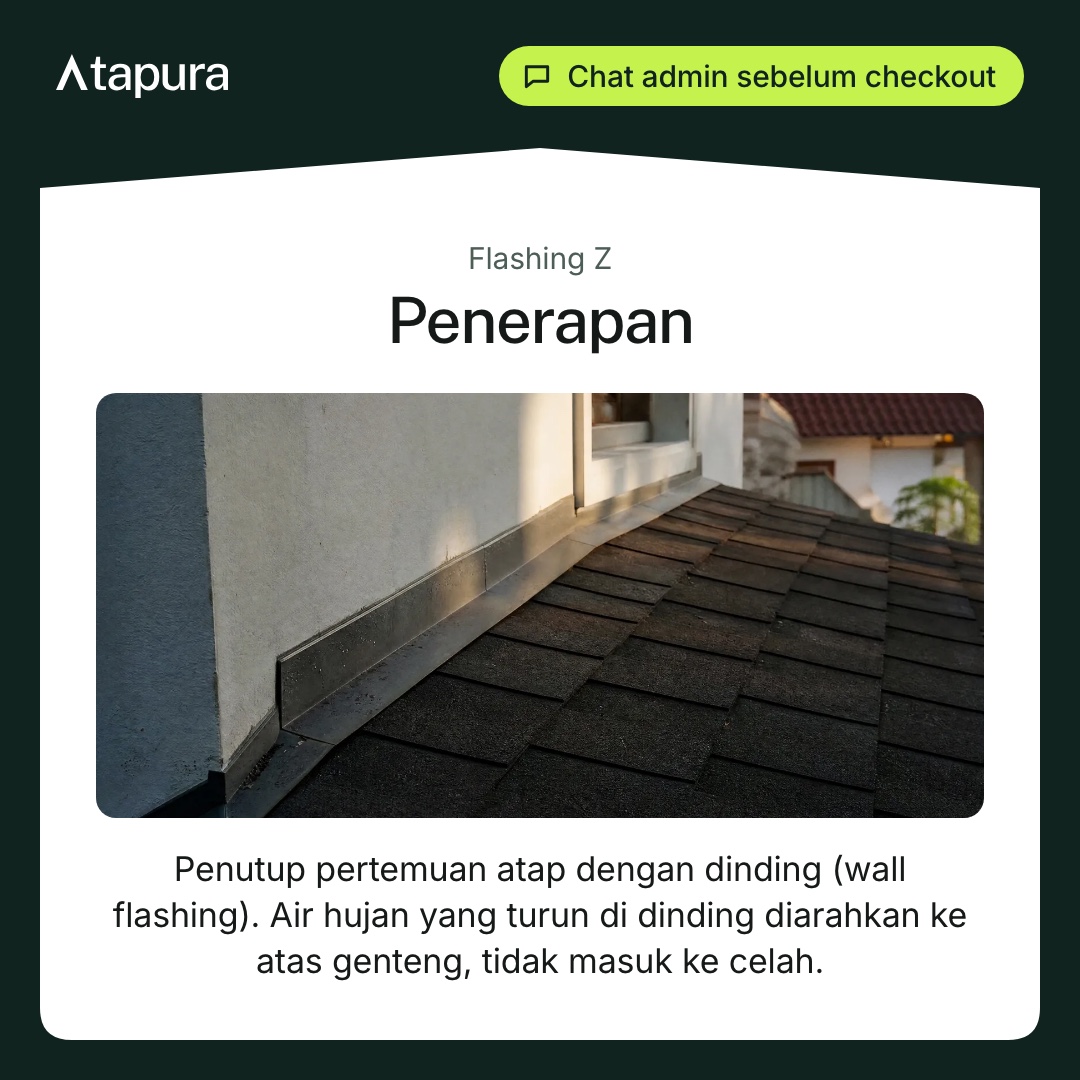 Atapura
Chat admin sebelum checkout
Flashing Z
Penerapan
Penutup pertemuan atap dengan dinding (wall
flashing). Air hujan yang turun di dinding diarahkan ke
atas genteng, tidak masuk ke celah.